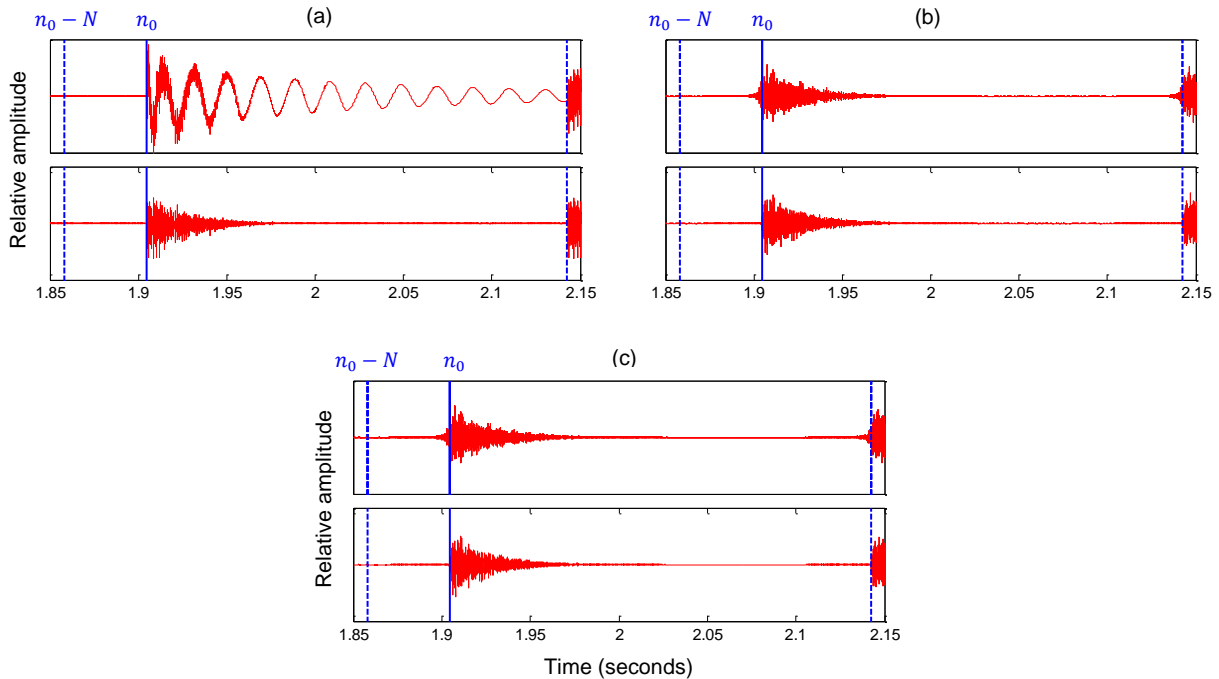 (a)
n₀ − N n₀
Relative amplitude
1.85 1.9 1.95 2 2.05 2.1 2.15
(b)
n₀ − N n₀
1.85 1.9 1.95 2 2.05 2.1 2.15
(c)
n₀ − N n₀
Relative amplitude
1.85 1.9 1.95 2 2.05 2.1 2.15
Time (seconds)